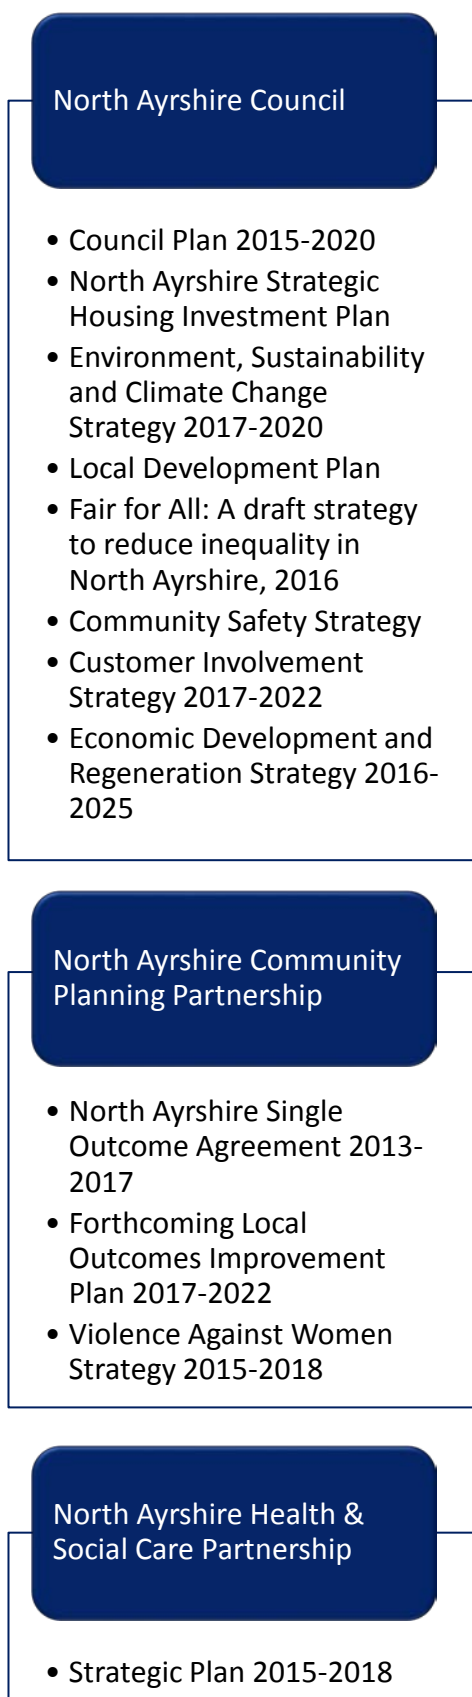 North Ayrshire Council
• Council Plan 2015-2020
• North Ayrshire Strategic
Housing Investment Plan
• Environment, Sustainability
and Climate Change
Strategy 2017-2020
• Local Development Plan
• Fair for All: A draft strategy
to reduce inequality in
North Ayrshire, 2016
• Community Safety Strategy
• Customer Involvement
Strategy 2017-2022
• Economic Development and
Regeneration Strategy 2016-
2025
North Ayrshire Community
Planning Partnership
• North Ayrshire Single
Outcome Agreement 2013-
2017
• Forthcoming Local
Outcomes Improvement
Plan 2017-2022
• Violence Against Women
Strategy 2015-2018
North Ayrshire Health &
Social Care Partnership
• Strategic Plan 2015-2018